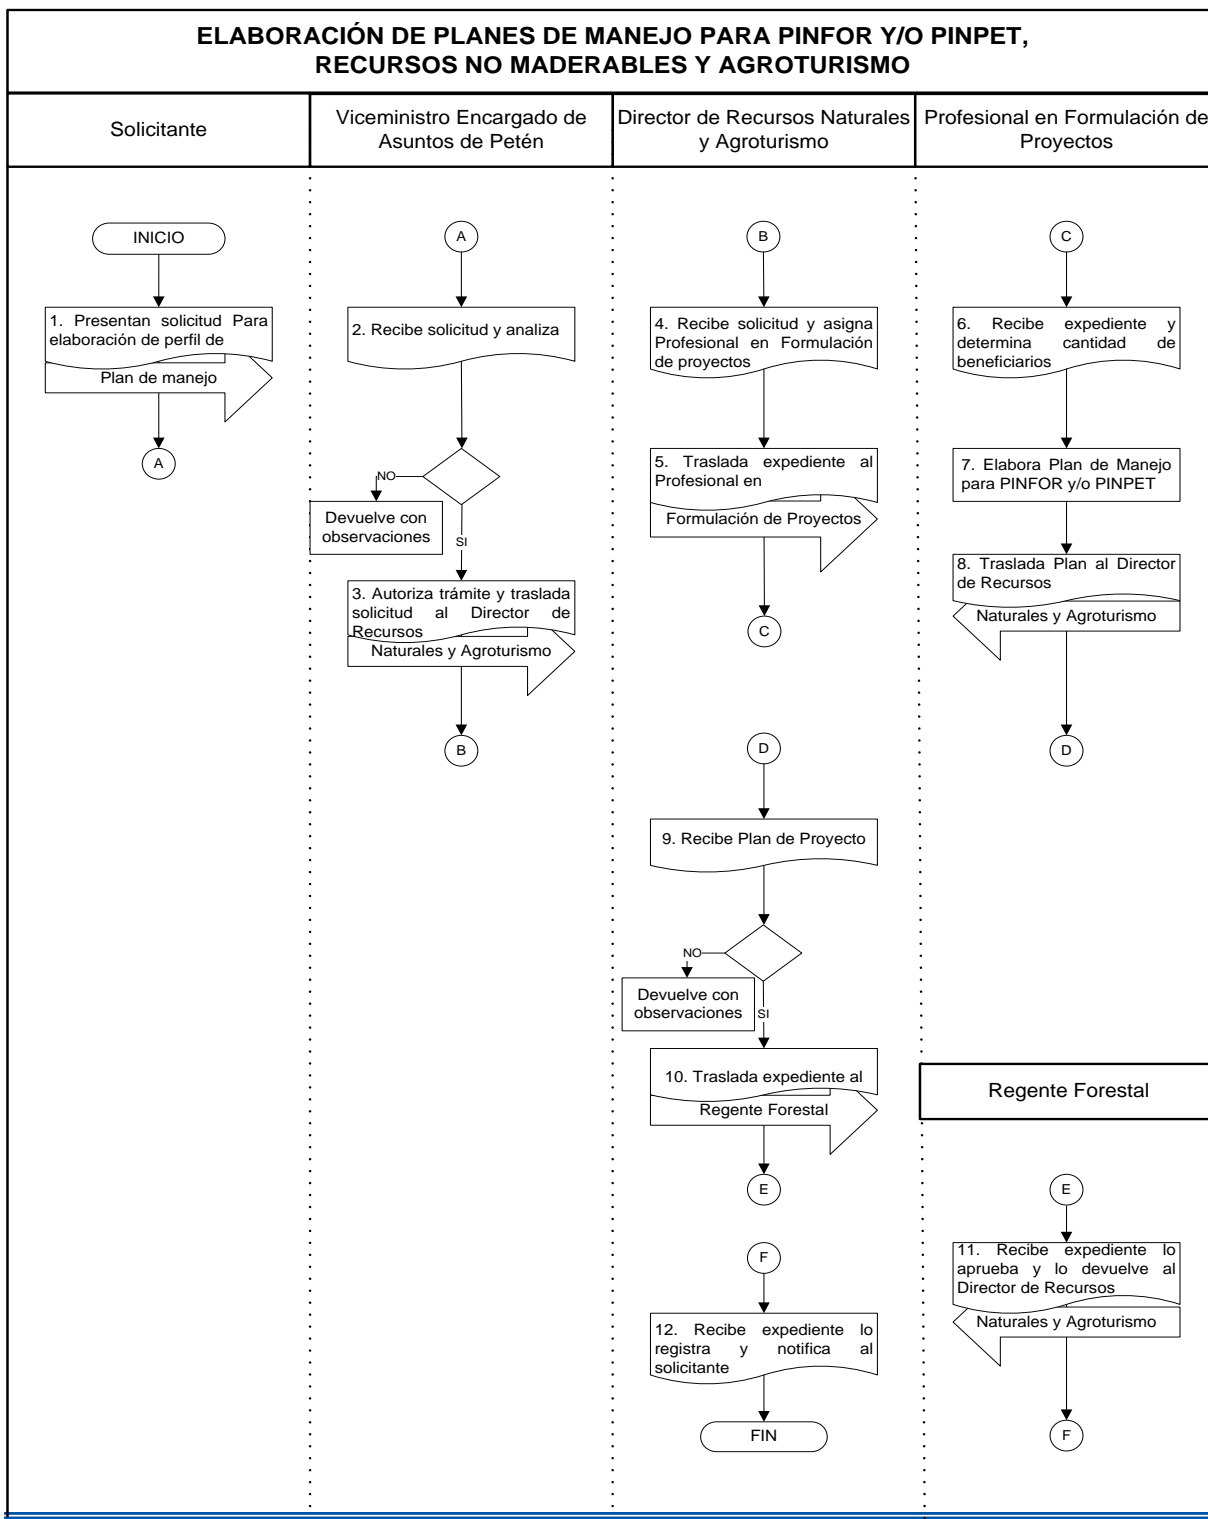 ELABORACIÓN DE PLANES DE MANEJO PARA PINFOR Y/O PINPET,
RECURSOS NO MADERABLES Y AGROTURISMO
Solicitante
Viceministro Encargado de
Asuntos de Petén
Director de Recursos Naturales
y Agroturismo
Profesional en Formulación de
Proyectos
INICIO
1. Presentan solicitud Para
elaboración de perfil de
Plan de manejo
A
A
2. Recibe solicitud y analiza
NO
Devuelve con
observaciones
SI
3. Autoriza trámite y traslada
solicitud al Director de
Recursos
Naturales y Agroturismo
B
B
4. Recibe solicitud y asigna
Profesional en Formulación
de proyectos
5. Traslada expediente al
Profesional en
Formulación de Proyectos
C
C
6. Recibe expediente y
determina cantidad de
beneficiarios
7. Elabora Plan de Manejo
para PINFOR y/o PINPET
8. Traslada Plan al Director
de Recursos
Naturales y Agroturismo
D
D
9. Recibe Plan de Proyecto
NO
Devuelve con
observaciones
SI
10. Traslada expediente al
Regente Forestal
E
Regente Forestal
E
11. Recibe expediente lo
aprueba y lo devuelve al
Director de Recursos
Naturales y Agroturismo
F
F
12. Recibe expediente lo
registra y notifica al
solicitante
FIN